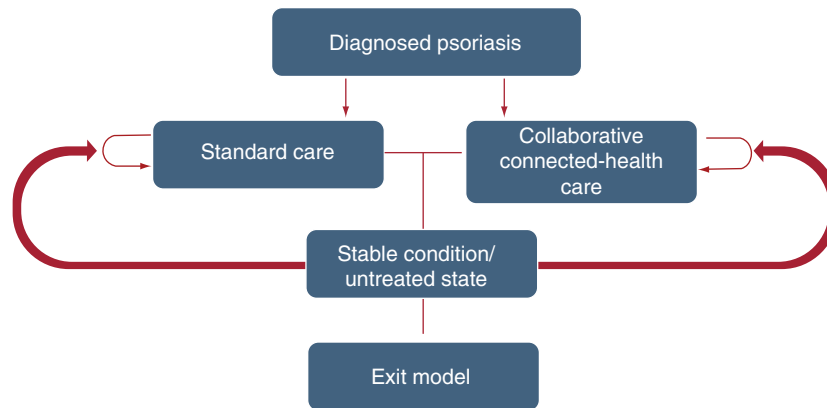 Diagnosed psoriasis
Standard care
Collaborative
connected-health
care
Stable condition/
untreated state
Exit model